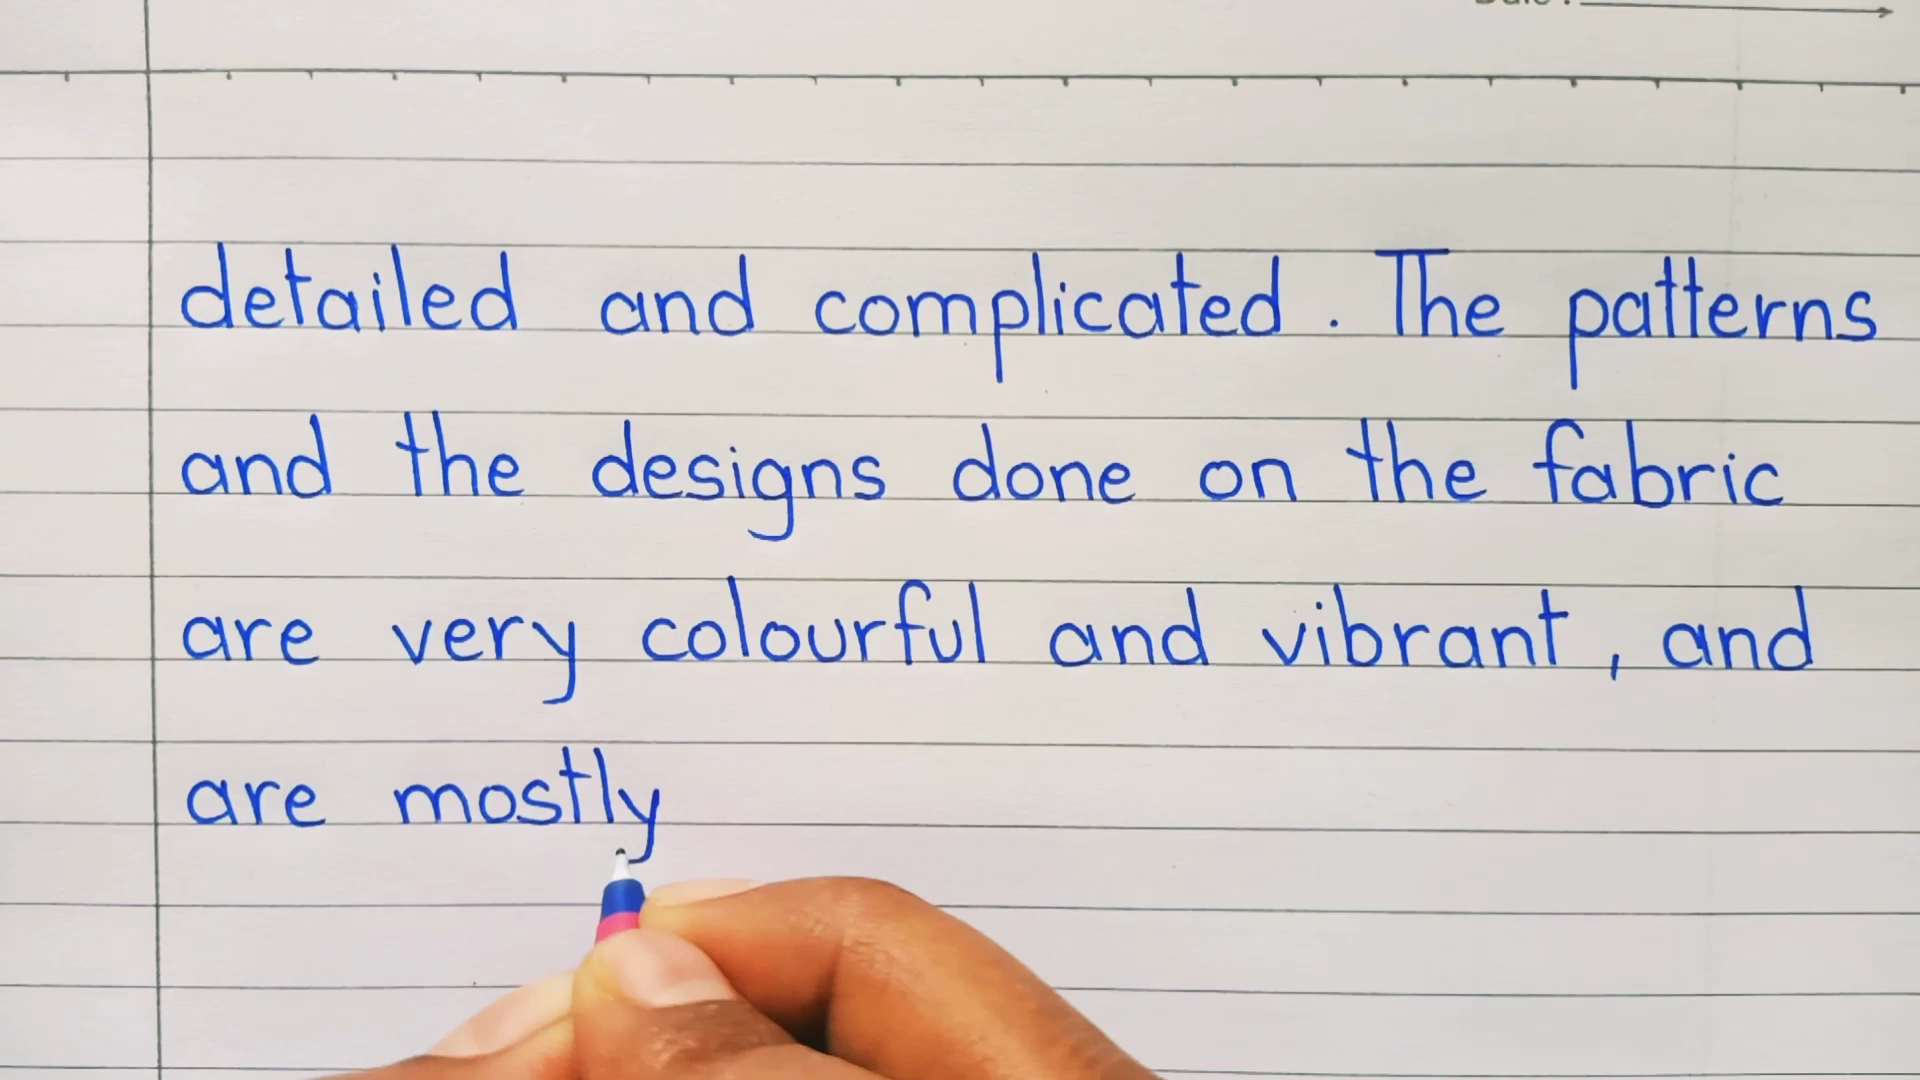 detailed and complicated. The patterns
and the designs done on the fabric
are very colourful and vibrant, and
are mostly